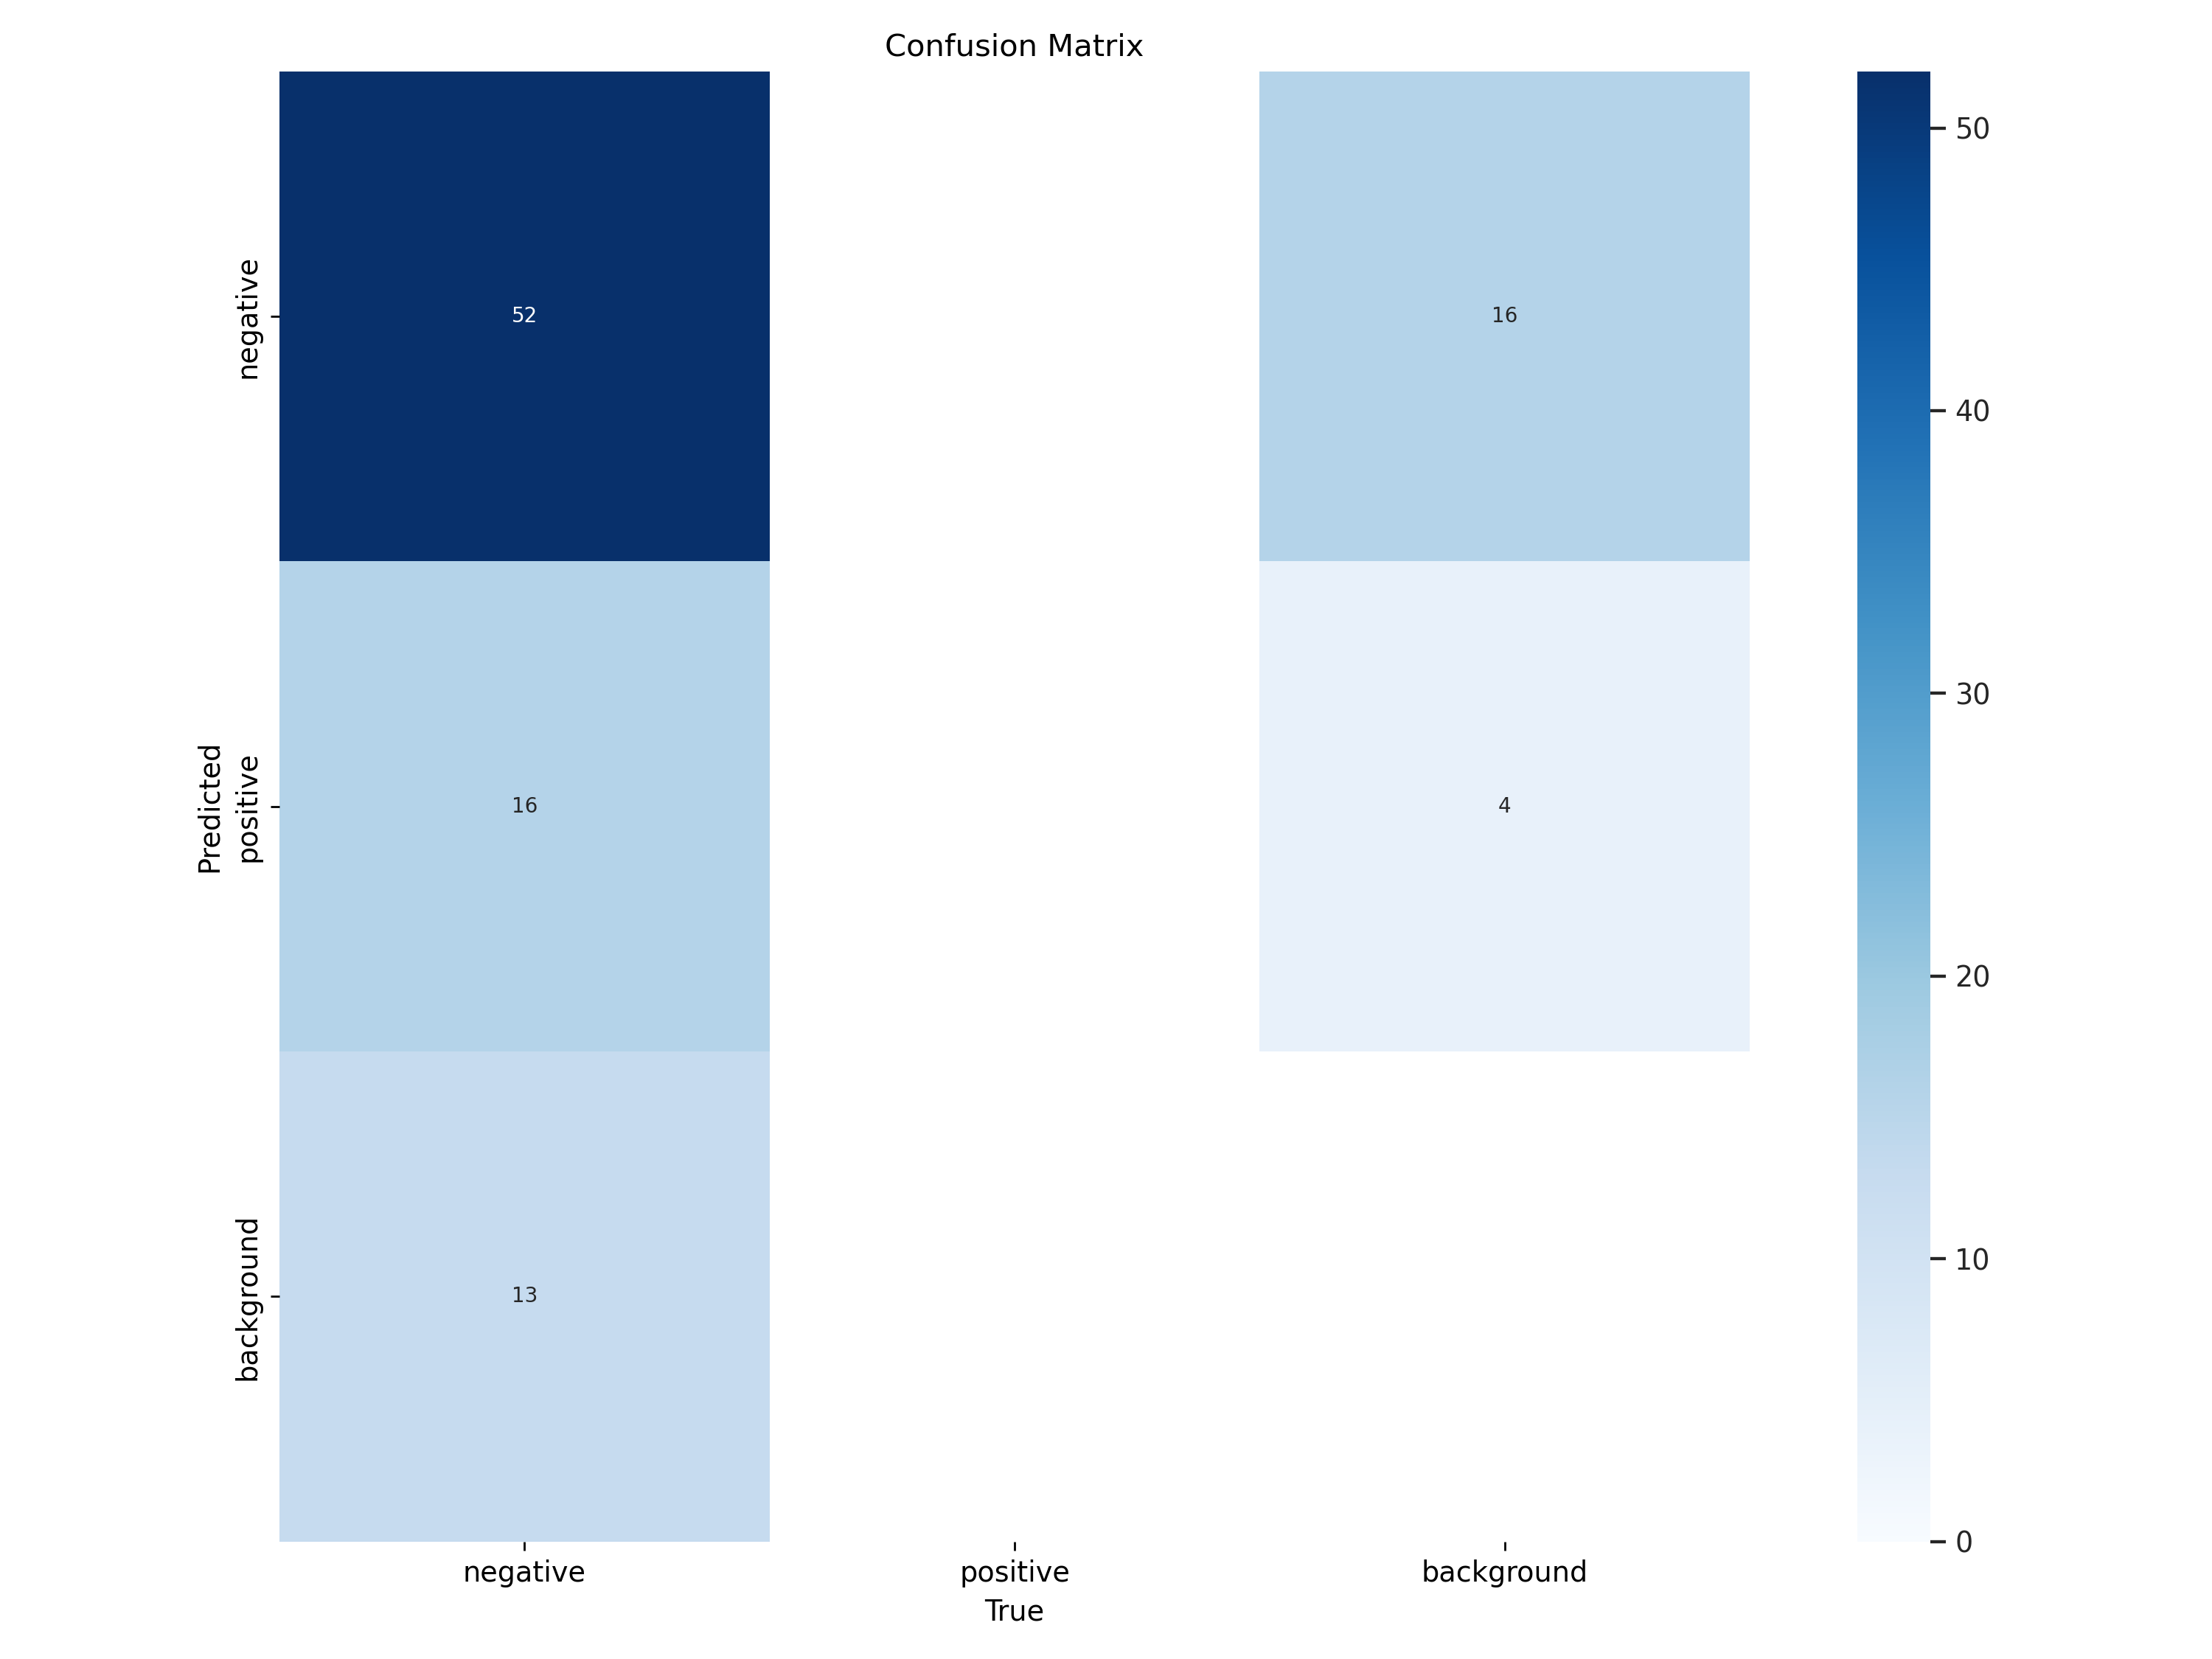 Confusion Matrix
negative
52
16
50
40
30
20
10
0
Predicted
positive
16
4
background
13
negative
positive
background
True